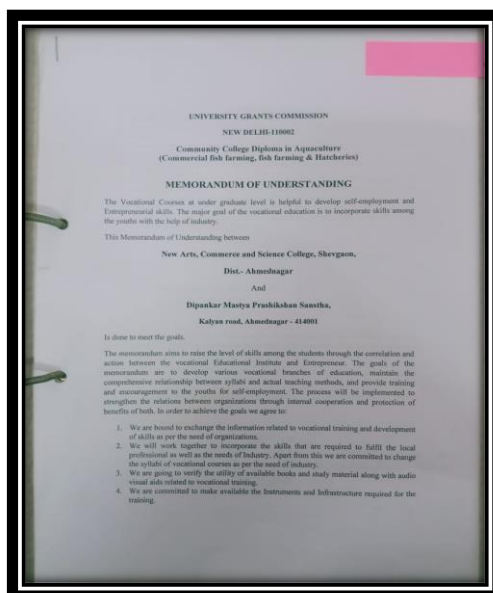 UNIVERSITY GRANTS COMMISSION
NEW DELHI-110002
Community College Diploma in Aquaculture
(Commercial fish farming, fish farming & Hatcheries)
MEMORANDUM OF UNDERSTANDING
The Vocational Courses at under graduate level is helpful to develop self-employment and
Entrepreneurial skills. The major goal of the vocational education is to incorporate skills among
the youths with the help of industry.
This Memorandum of Understanding between
New Arts, Commerce and Science College, Shevgaon,
Dist.- Ahmednagar
And
Dipankar Mastya Prashikshan Sanstha,
Kalyan road, Ahmednagar - 414001
Is done to meet the goals.
The memorandum aims to raise the level of skills among the students through the correlation and
action between the vocational Educational Institute and Entrepreneur. The goals of the
memorandum are to develop various vocational branches of education, maintain the
comprehensive relationship between syllabi and actual teaching methods, and provide training
and encouragement to the youths for self-employment. The process will be implemented to
strengthen the relations between organizations through internal cooperation and protection of
benefits of both. In order to achieve the goals we agree to:
1. We are bound to exchange the information related to vocational training and development
of skills as per the need of organizations.
2. We will work together to incorporate the skills that are required to fulfil the local
professional as well as the needs of Industry. Apart from this we are committed to change
the syllabi of vocational courses as per the need of industry.
3. We are going to verify the utility of available books and study material along with audio
visual aids related to vocational training.
4. We are committed to make available the Instruments and Infrastructure required for the
training.